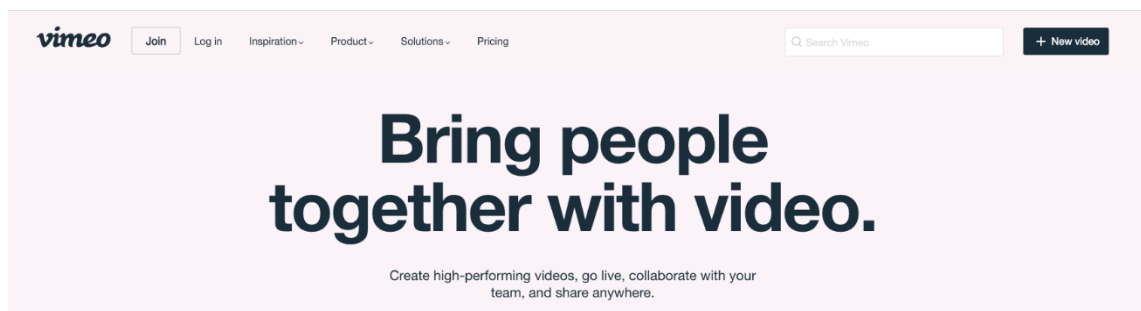 vimeo Join Log in Inspiration Product Solutions Pricing Search Vimeo + New video
Bring people
together with video.
Create high-performing videos, go live, collaborate with your
team, and share anywhere.